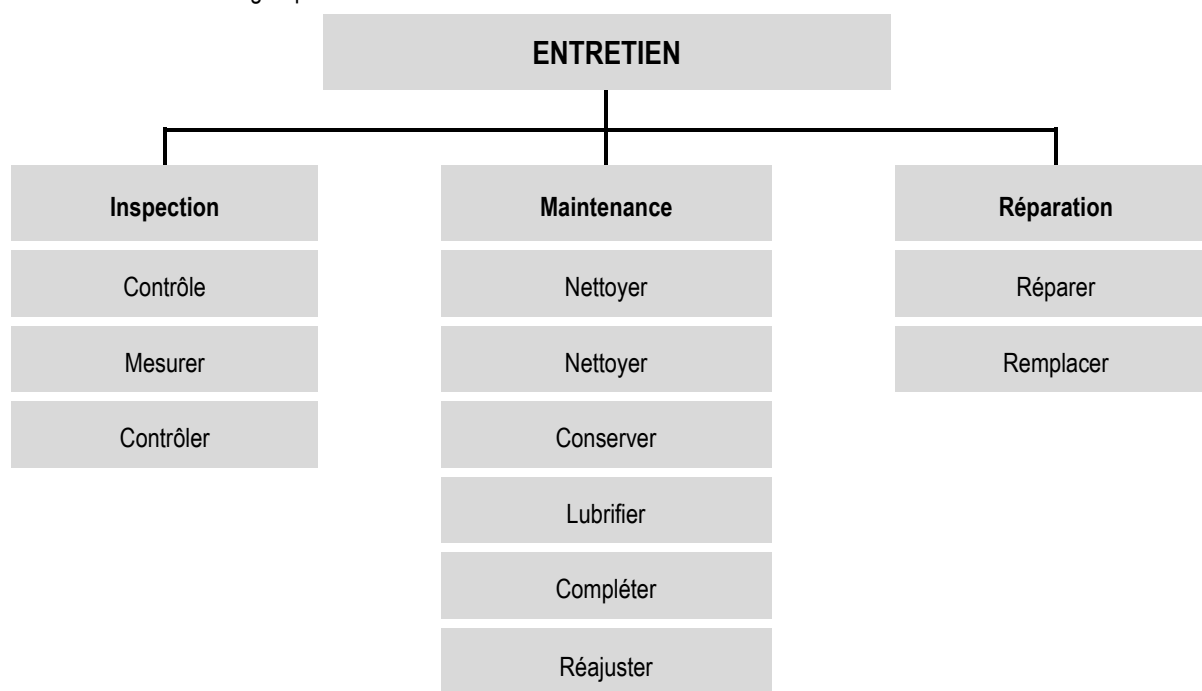 ENTRETIEN
Inspection
Contrôle
Mesurer
Contrôler
Maintenance
Nettoyer
Nettoyer
Conserver
Lubrifier
Compléter
Réajuster
Réparation
Réparer
Remplacer